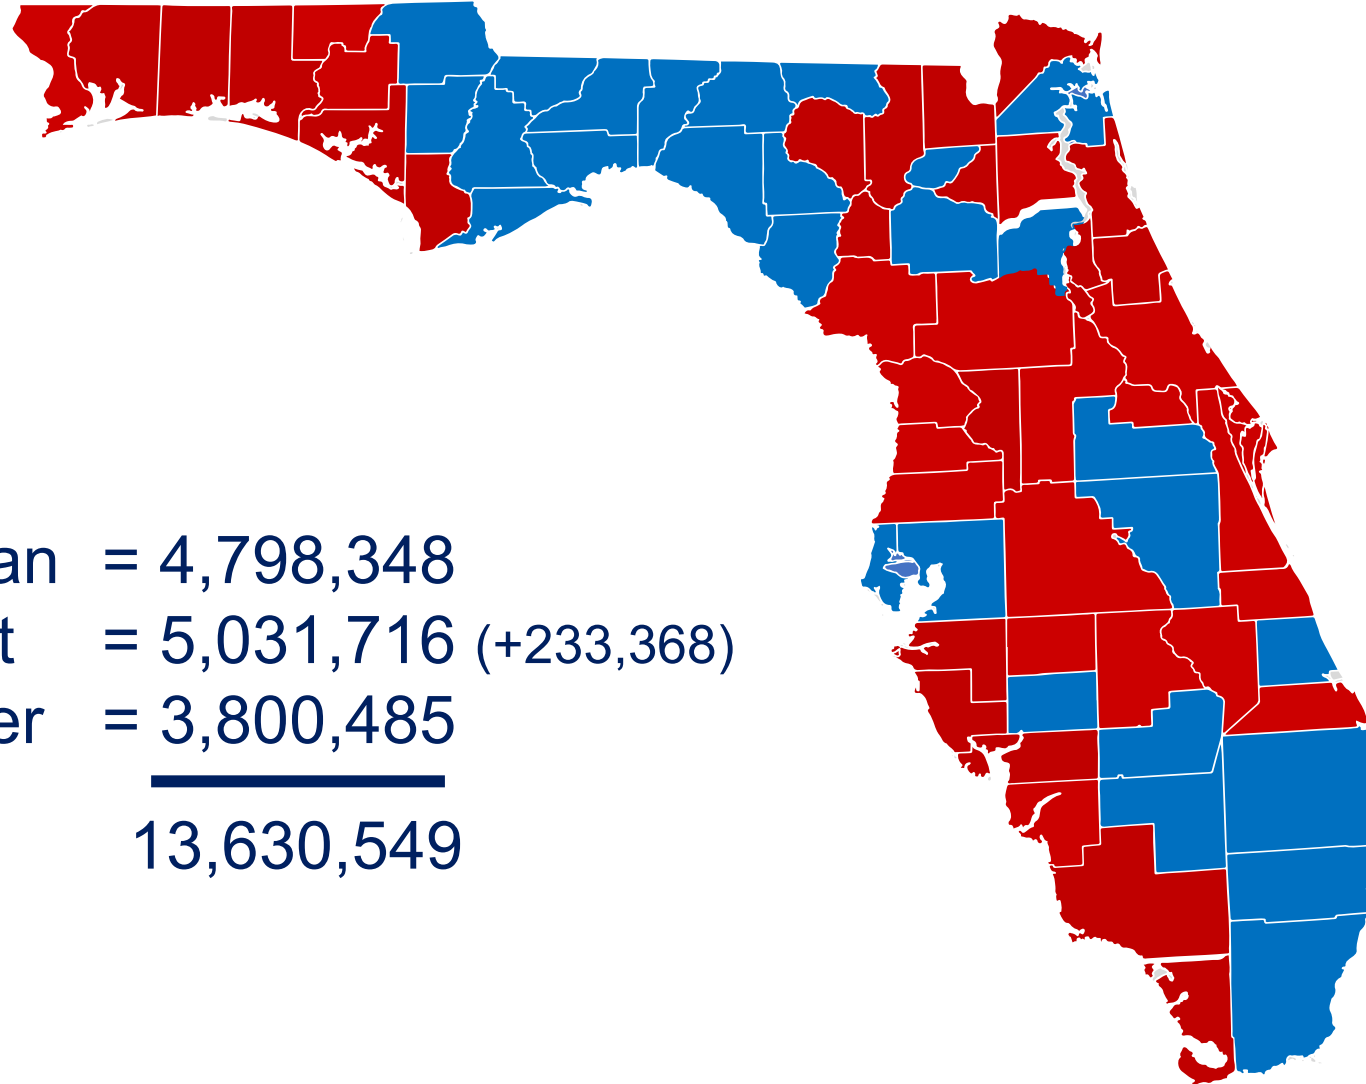 an = 4,798,348
t = 5,031,716 (+233,368)
er = 3,800,485
13,630,549